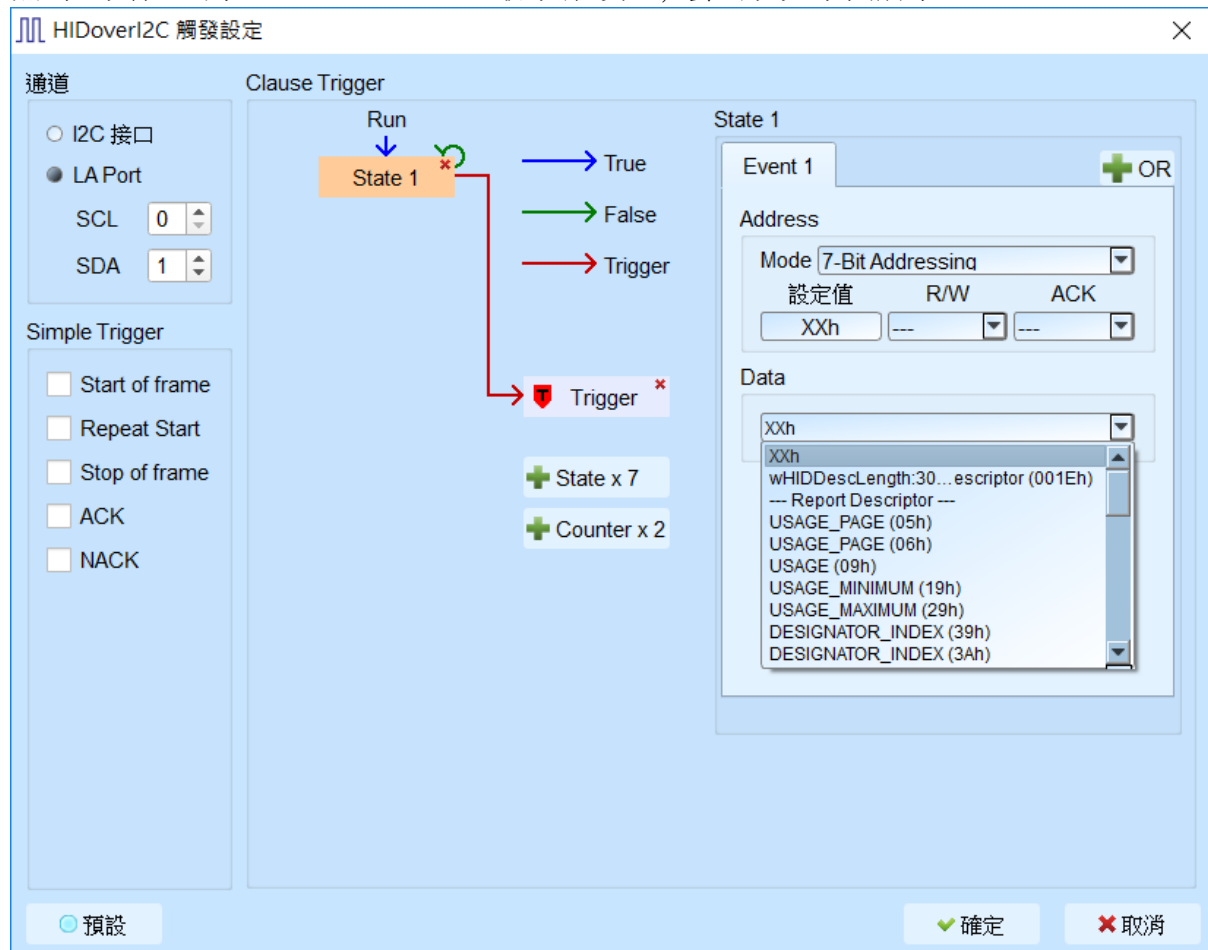 HIDoverI2C 觸發設定
通道
I2C 接口
LA Port
SCL 0
SDA 1
Simple Trigger
Start of frame
Repeat Start
Stop of frame
ACK
NACK
Clause Trigger
Run
State 1
True
False
Trigger
T Trigger
State x 7
Counter x 2
State 1
Event 1
OR
Address
Mode 7-Bit Addressing
設定值 R/W ACK
XXh --- ---
Data
XXh
XXh
wHIDDescLength:30...escriptor (001Eh)
--- Report Descriptor ---
USAGE_PAGE (05h)
USAGE_PAGE (06h)
USAGE (09h)
USAGE_MINIMUM (19h)
USAGE_MAXIMUM (29h)
DESIGNATOR_INDEX (39h)
DESIGNATOR_INDEX (3Ah)
預設
確定
取消